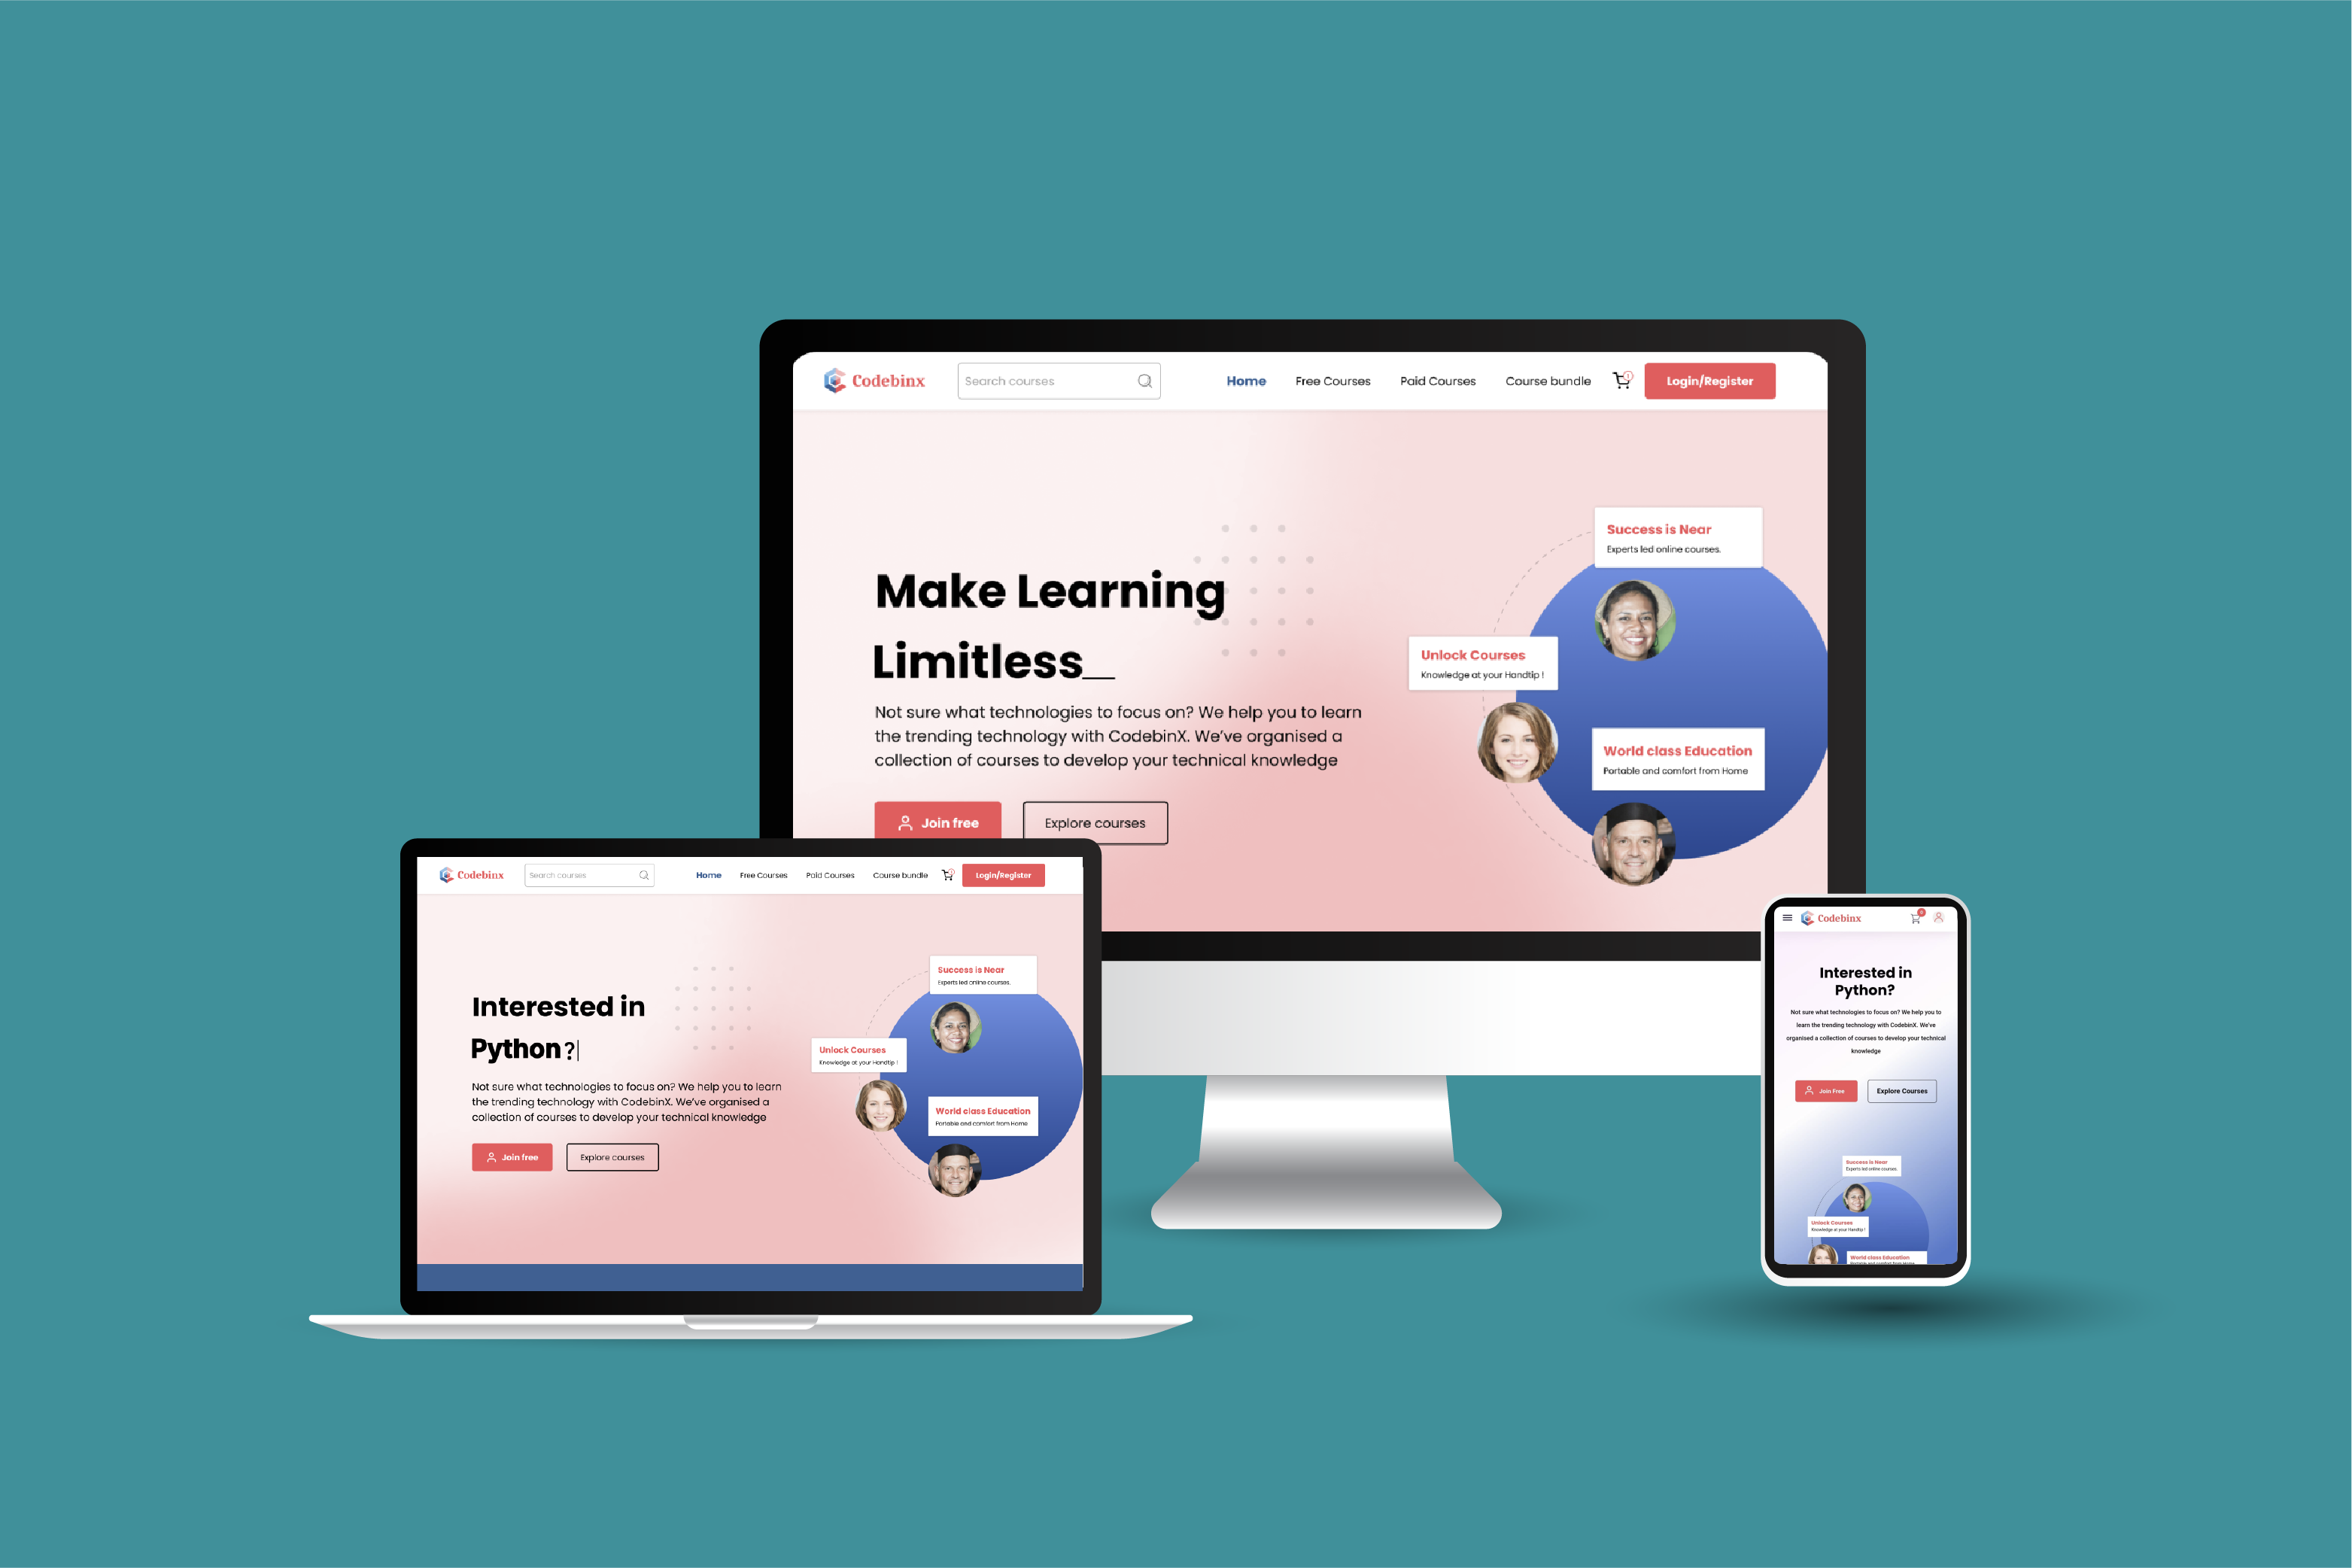 Codebinx
Search courses
Home
Free Courses
Paid Courses
Course bundle
1
Login/Register
Make Learning
Limitless_
Not sure what technologies to focus on? We help you to learn
the trending technology with CodebinX. We've organised a
collection of courses to develop your technical knowledge
Join free
Explore courses
Success is Near
Experts led online courses.
Unlock Courses
Knowledge at your Handtip !
World class Education
Portable and comfort from Home
Codebinx
Search courses
Home
Free Courses
Paid Courses
Course bundle
Login/Register
Interested in
Python ?|
Not sure what technologies to focus on? We help you to learn
the trending technology with CodebinX. We've organised a
collection of courses to develop your technical knowledge
Join free
Explore courses
Success is Near
Experts led online courses.
Unlock Courses
Knowledge at your Handtip !
World class Education
Portable and comfort from Home
Codebinx
Interested in
Python?
Not sure what technologies to focus on? We help you to
learn the trending technology with CodebinX. We've
organised a collection of courses to develop your technical
knowledge
Join Free
Explore Courses
Success is Near
Experts led online courses.
Unlock Courses
Knowledge at your Handtip !
World class Education
Portable and comfort from Home